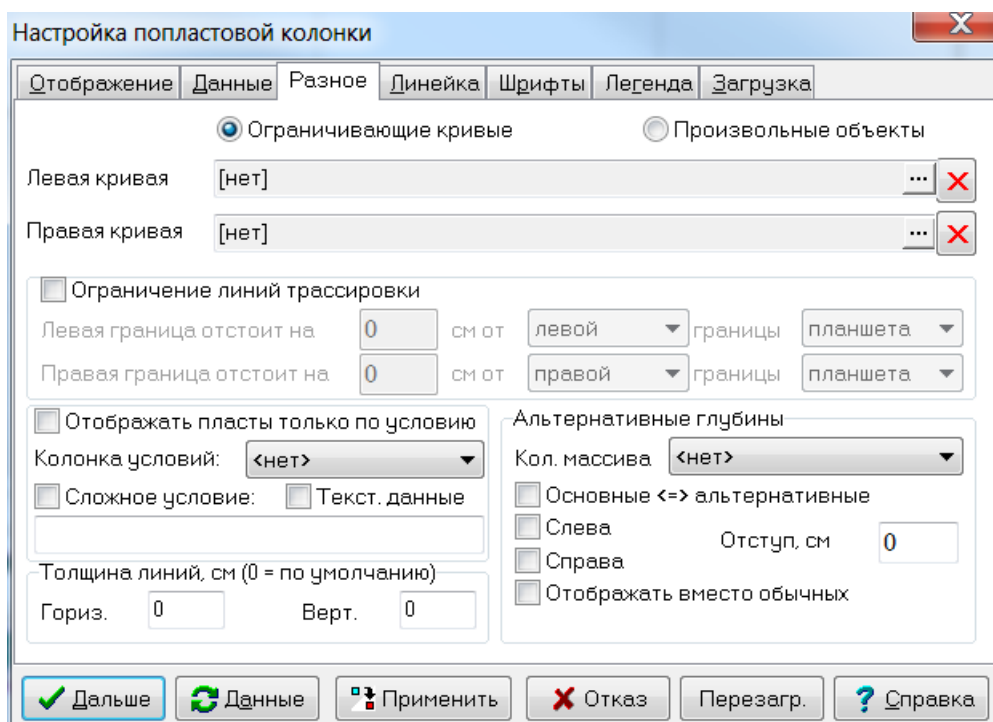 Настройка попластовой колонки
Отображение Данные Разное Линейка Шрифты Легенда Загрузка
Ограничивающие кривые Произвольные объекты
Левая кривая [нет] ...
Правая кривая [нет] ...
Ограничение линий трассировки
Левая граница отстоит на 0 см от левой границы планшета
Правая граница отстоит на 0 см от правой границы планшета
Отображать пласты только по условию
Колонка условий: <нет>
Сложное условие: Текст. данные
Альтернативные глубины
Кол. массива <нет>
Основные <=> альтернативные
Слева
Отступ, см 0
Справа
Отображать вместо обычных
Толщина линий, см (0 = по умолчанию)
Гориз. 0 Верт. 0
Дальше Данные Применить Отказ Перезагр. ? Справка